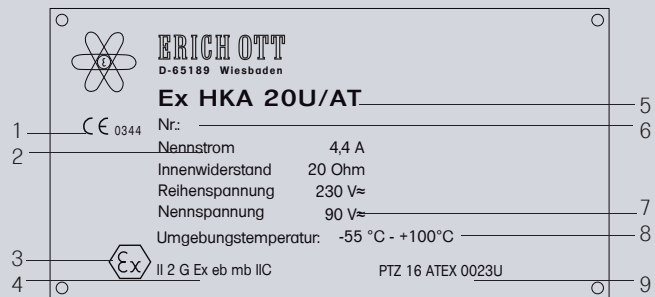 ERICH OTT
D-65189 Wiesbaden
Ex HKA 20U/AT 5
1 CE 0344 Nr.: 6
2 Nennstrom 4,4 A
Innenwiderstand 20 Ohm
Reihenspannung 230 V≂
Nennspannung 90 V≂ 7
Umgebungstemperatur: -55 °C - +100°C 8
3 εx II 2 G Ex eb mb IIC PTZ 16 ATEX 0023U
4 9